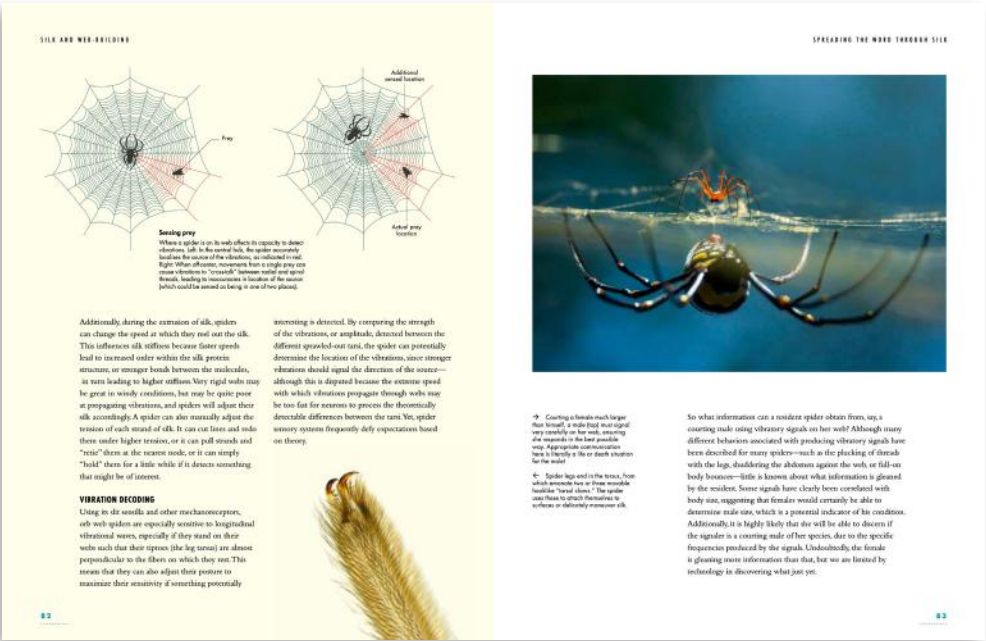 SILK AND WEB-BUILDING
Prey
Additional
sensed location
Actual prey
location
Sensing prey
Where a spider is on its web affects its capacity to detect
vibrations. Left: In the central hub, the spider accurately
localises the source of the vibrations, as indicated in red.
Right: When off-center, movements from a single prey can
cause vibrations to "cross-talk" between radial and spiral
threads, leading to inaccuracies in location of the source
(which could be sensed as being in one of two places).
Additionally, during the extrusion of silk, spiders
can change the speed at which they reel out the silk.
This influences silk stiffness because faster speeds
lead to increased order within the silk protein
structure, or stronger bonds between the molecules,
in turn leading to higher stiffness. Very rigid webs may
be great in windy conditions, but may be quite poor
at propagating vibrations, and spiders will adjust their
silk accordingly. A spider can also manually adjust the
tension of each strand of silk. It can cut lines and redo
them under higher tension, or it can pull strands and
"retie" them at the nearest node, or it can simply
"hold" them for a little while if it detects something
that might be of interest.
VIBRATION DECODING
Using its slit sensilla and other mechanoreceptors,
orb web spiders are especially sensitive to longitudinal
vibrational waves, especially if they stand on their
webs such that their tiptoes (the leg tarsus) are almost
perpendicular to the fibers on which they rest. This
means that they can also adjust their posture to
maximize their sensitivity if something potentially
interesting is detected. By comparing the strength
of the vibrations, or amplitude, detected between the
different sprawled-out tarsi, the spider can potentially
determine the location of the vibrations, since stronger
vibrations should signal the direction of the source—
although this is disputed because the extreme speed
with which vibrations propagate through webs may
be too fast for neurons to process the theoretically
detectable differences between the tarsi. Yet, spider
sensory systems frequently defy expectations based
on theory.
82
SPREADING THE WORD THROUGH SILK
→ Courting a female much larger
than himself, a male (top) must signal
very carefully on her web, ensuring
she responds in the best possible
way. Appropriate communication
here is literally a life or death situation
for the male!
← Spider legs end in the tarsus, from
which emanate two or three movable
hooklike "tarsal claws." The spider
uses these to attach themselves to
surfaces or delicately maneuver silk.
So what information can a resident spider obtain from, say, a
courting male using vibratory signals on her web? Although many
different behaviors associated with producing vibratory signals have
been described for many spiders—such as the plucking of threads
with the legs, shuddering the abdomen against the web, or full-on
body bounces—little is known about what information is gleaned
by the resident. Some signals have clearly been correlated with
body size, suggesting that females would certainly be able to
determine male size, which is a potential indicator of his condition.
Additionally, it is highly likely that she will be able to discern if
the signaler is a courting male of her species, due to the specific
frequencies produced by the signals. Undoubtedly, the female
is gleaning more information than that, but we are limited by
technology in discovering what just yet.
83